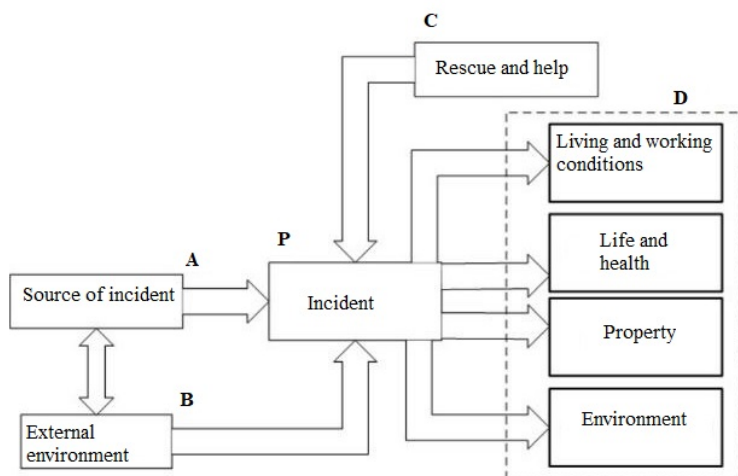 C
Rescue and help
D
Living and working
conditions
P
Life and
health
A
Source of incident
Incident
Property
B
External
environment
Environment